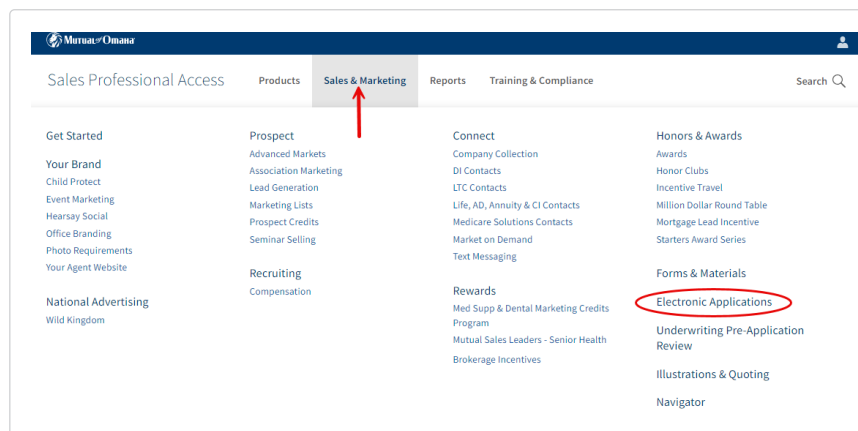 Mutual of Omaha
Sales Professional Access
Products
Sales & Marketing
Reports
Training & Compliance
Search
Get Started
Your Brand
Child Protect
Event Marketing
Hearsay Social
Office Branding
Photo Requirements
Your Agent Website
National Advertising
Wild Kingdom
Prospect
Advanced Markets
Association Marketing
Lead Generation
Marketing Lists
Prospect Credits
Seminar Selling
Recruiting
Compensation
Connect
Company Collection
DI Contacts
LTC Contacts
Life, AD, Annuity & CI Contacts
Medicare Solutions Contacts
Market on Demand
Text Messaging
Rewards
Med Supp & Dental Marketing Credits
Program
Mutual Sales Leaders - Senior Health
Brokerage Incentives
Honors & Awards
Awards
Honor Clubs
Incentive Travel
Million Dollar Round Table
Mortgage Lead Incentive
Starters Award Series
Forms & Materials
Electronic Applications
Underwriting Pre-Application
Review
Illustrations & Quoting
Navigator